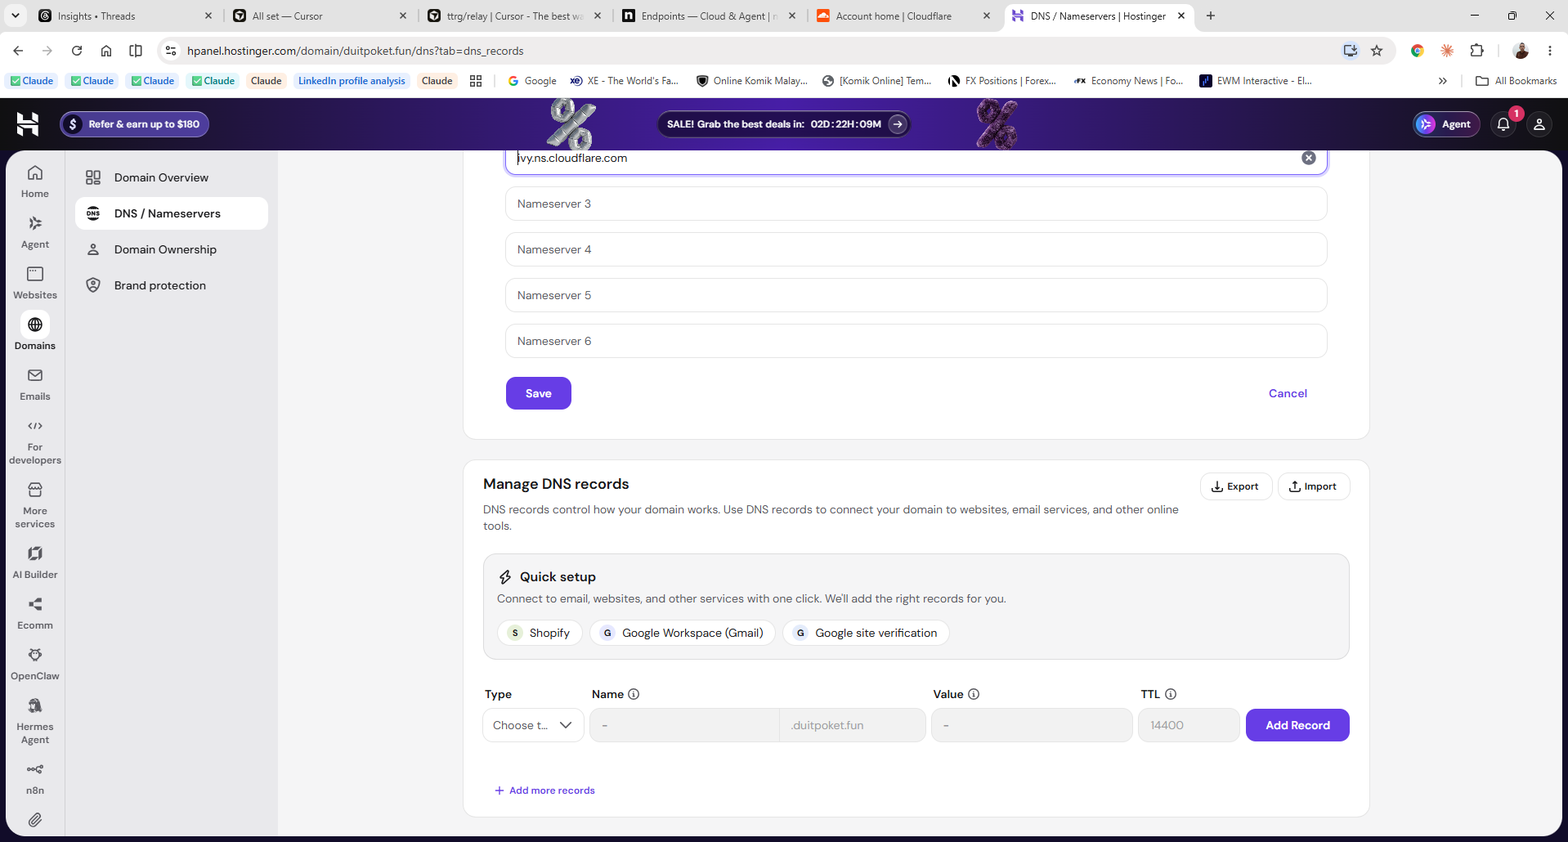 Insights • Threads
All set — Cursor
ttrg/relay | Cursor - The best wa
Endpoints — Cloud & Agent | n
Account home | Cloudflare
DNS / Nameservers | Hostinger
hpanel.hostinger.com/domain/duitpoket.fun/dns?tab=dns_records
Claude
Claude
Claude
Claude
Claude
LinkedIn profile analysis
Claude
Google
XE - The World's Fa...
Online Komik Malay...
[Komik Online] Tem...
FX Positions | Forex...
Economy News | Fo...
EWM Interactive - El...
All Bookmarks
Refer & earn up to $180
SALE! Grab the best deals in: 02D : 22H : 09M
Agent
1
Home
Agent
Websites
Domains
Emails
For developers
More services
AI Builder
Ecomm
OpenClaw
Hermes Agent
n8n
Domain Overview
DNS / Nameservers
Domain Ownership
Brand protection
ivy.ns.cloudflare.com
Nameserver 3
Nameserver 4
Nameserver 5
Nameserver 6
Save
Cancel
Manage DNS records
Export
Import
DNS records control how your domain works. Use DNS records to connect your domain to websites, email services, and other online
tools.
Quick setup
Connect to email, websites, and other services with one click. We'll add the right records for you.
S Shopify
G Google Workspace (Gmail)
G Google site verification
Type
Name
Value
TTL
Choose t...
-
.duitpoket.fun
-
14400
Add Record
+ Add more records